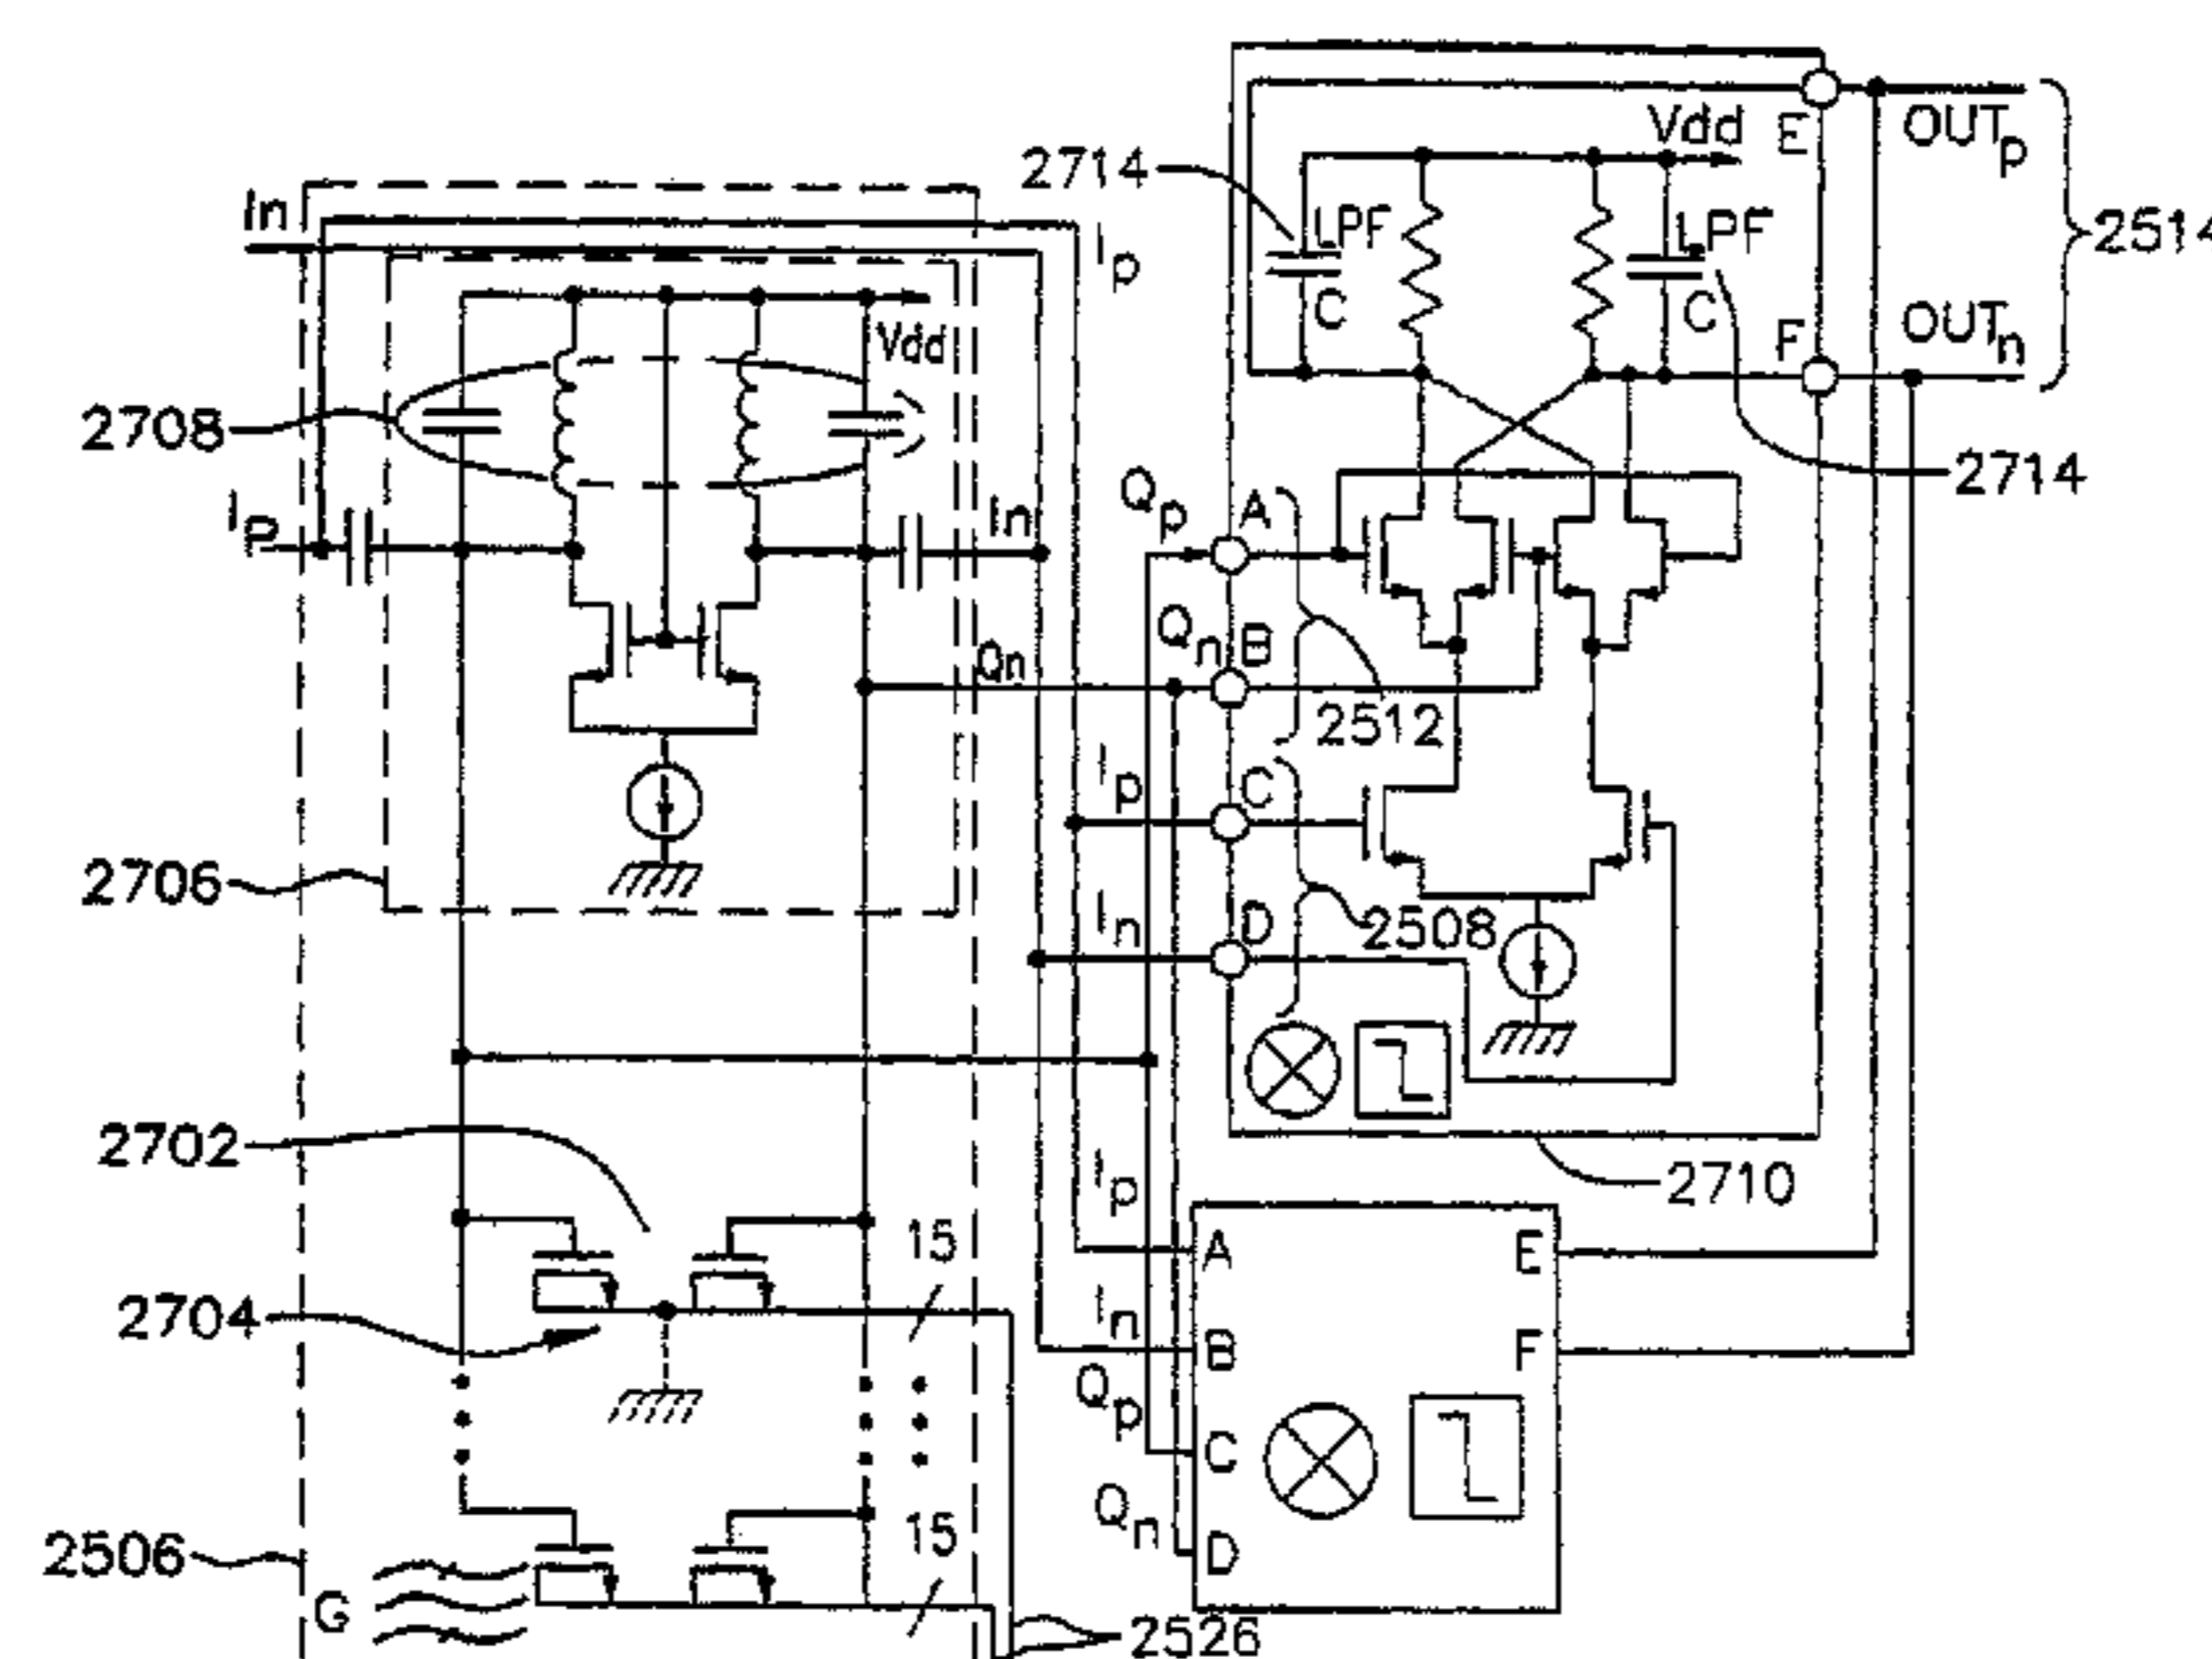 E
OUTp
Vdd
2714
In
Ip
LPF
LPF
2514
C
C
F
OUTn
Vdd
2708
2714
Ip
In
Qp
A
Qn
Qn
B
2512
Ip
C
2706
In
D
2508
2702
Ip
2710
15
A
E
2704
In
B
F
Qp
C
Qn
15
D
2506
G
2526